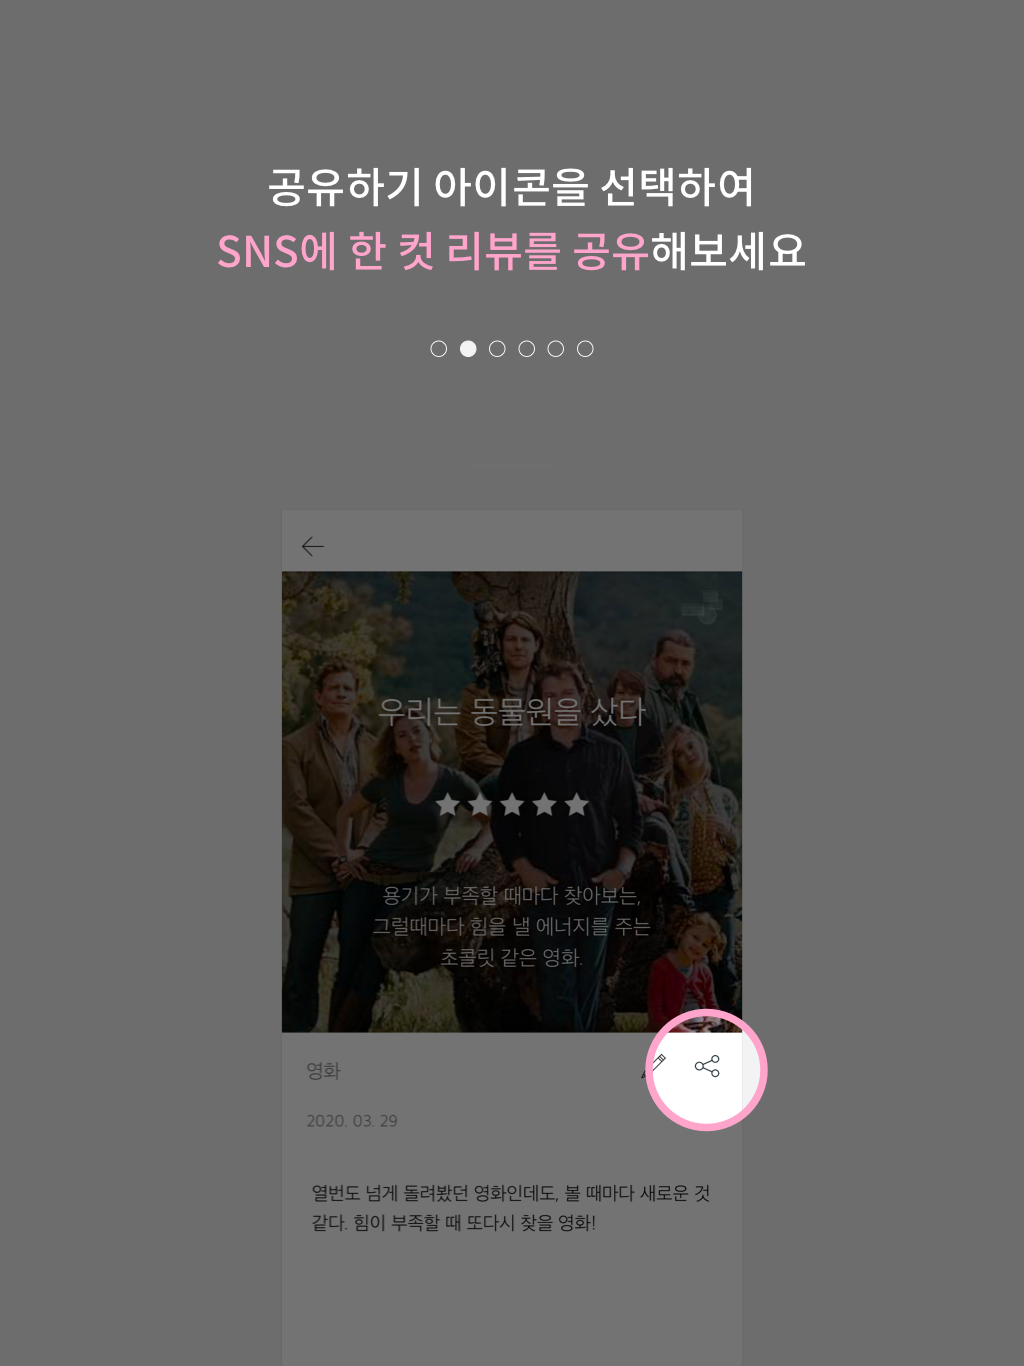 공유하기 아이콘을 선택하여
SNS에 한 컷 리뷰를 공유해보세요
우리는 동물원을 샀다
용기가 부족할 때마다 찾아보는,
그럴때마다 힘을 낼 에너지를 주는
초콜릿 같은 영화.
영화
2020. 03. 29
열번도 넘게 돌려봤던 영화인데도, 볼 때마다 새로운 것
같다. 힘이 부족할 때 또다시 찾을 영화!